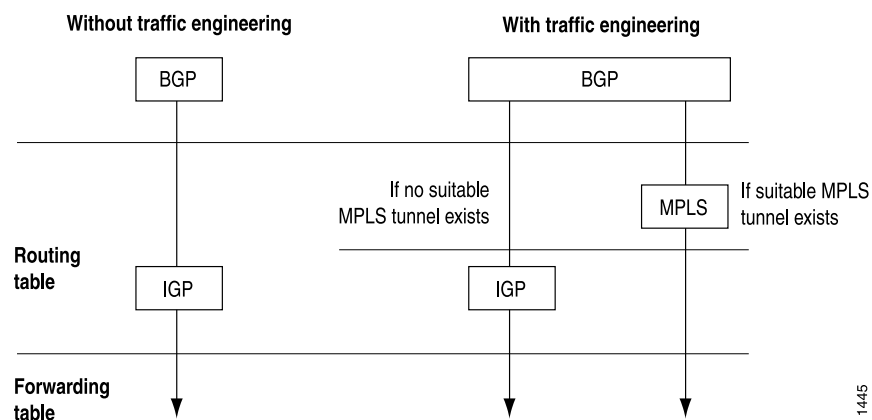 Without traffic engineering
With traffic engineering
BGP
BGP
If no suitable
MPLS tunnel exists
MPLS
If suitable MPLS
tunnel exists
Routing
table
IGP
IGP
Forwarding
table
1445